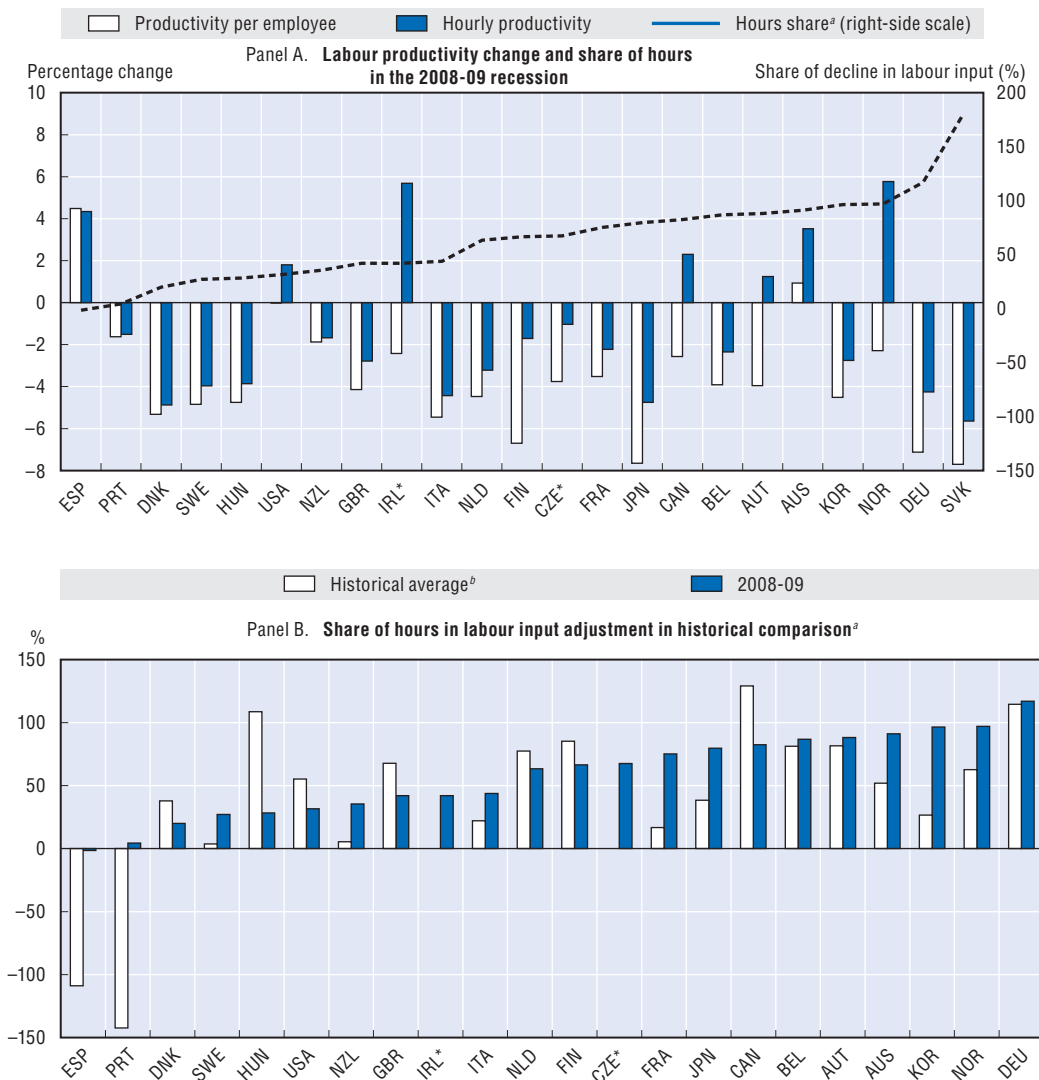 Productivity per employee Hourly productivity Hours shareᵃ (right-side scale)
Panel A. Labour productivity change and share of hours
in the 2008-09 recession
Percentage change Share of decline in labour input (%)
10 200
8
150
6
100
4
2 50
0 0
–2
–50
–4
–100
–6
–8 –150
ESP PRT DNK SWE HUN USA NZL GBR IRL* ITA NLD FIN CZE* FRA JPN CAN BEL AUT AUS KOR NOR DEU SVK
Historical averageᵇ 2008-09
Panel B. Share of hours in labour input adjustment in historical comparisonᵃ
%
150
100
50
0
–50
–100
–150
ESP PRT DNK SWE HUN USA NZL GBR IRL* ITA NLD FIN CZE* FRA JPN CAN BEL AUT AUS KOR NOR DEU